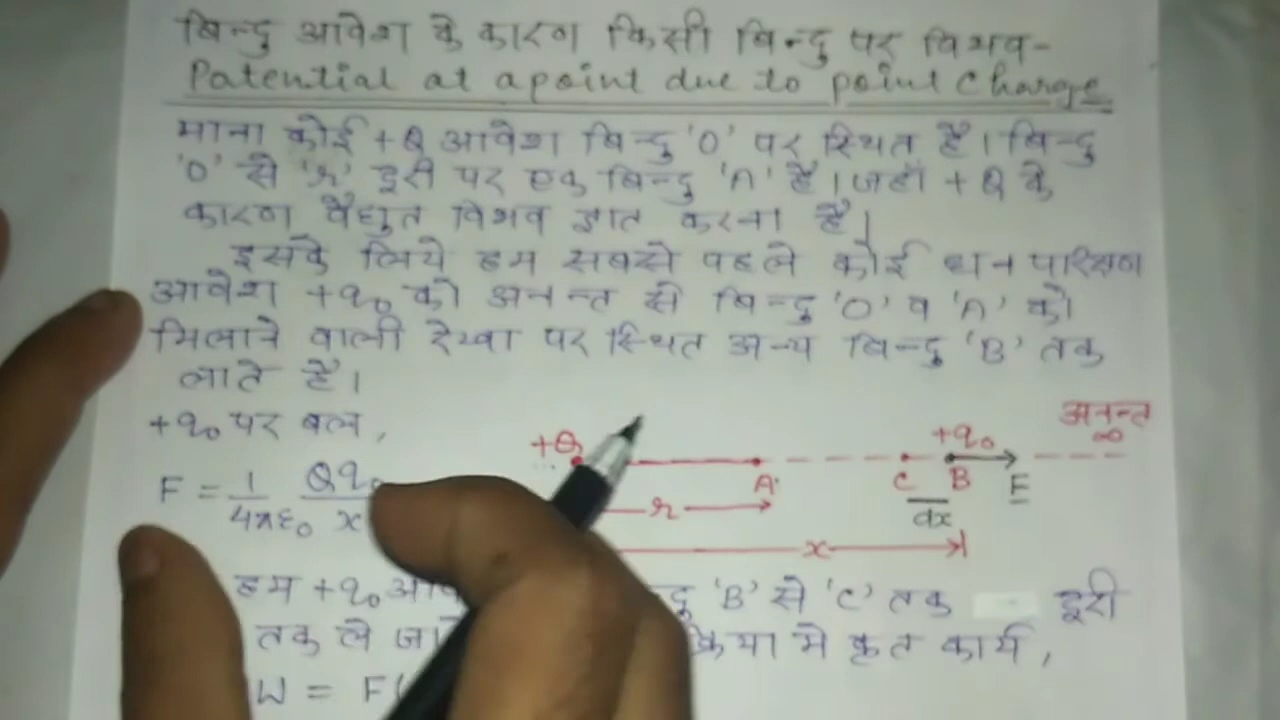 बिन्दु आवेश के कारण किसी बिन्दु पर विभव-
Potential at a point due to point Charge
माना कोई +Q आवेश बिन्दु 'O' पर स्थित है। बिन्दु
'O' से 'r' दूरी पर एक बिन्दु 'A' है। जहाँ +Q के
कारण वैद्युत विभव ज्ञात करना है।
इसके लिये हम सबसे पहले कोई धन परिक्षण
आवेश +q₀ को अनन्त से बिन्दु 'O' व 'A' को
मिलाने वाली रेखा पर स्थित अन्य बिन्दु 'B' तक
लाते है।
+q₀ पर बल,
F = 1/4πε₀ Qq₀/x
+Q
A
C
B
+q₀
F
अनन्त
∞
r
dx
x
हम +q₀ 'B' से 'C' तक दूरी
तक ले मे कृत कार्य,
W = F(